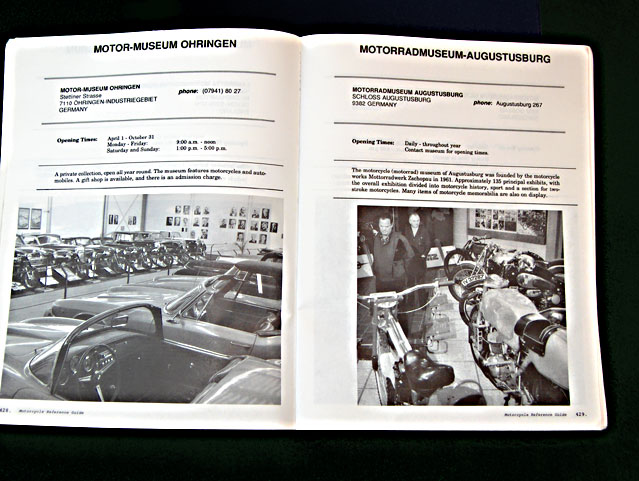 MOTOR-MUSEUM OHRINGEN
MOTOR-MUSEUM OHRINGEN
Stettiner Strasse
7110 OHRINGEN-INDUSTRIEGEBIET
GERMANY
phone: (07941) 80 27
Opening Times: April 1 - October 31
Monday - Friday: 9:00 a.m. - noon
Saturday and Sunday: 1:00 p.m. - 5:00 p.m.
A private collection, open all year round. The museum features motorcycles and auto-
mobiles. A gift shop is available, and there is an admission charge.
428. Motorcycle Reference Guide
MOTORRADMUSEUM-AUGUSTUSBURG
MOTORRADMUSEUM AUGUSTUSBURG
SCHLOSS AUGUSTUSBURG
9382 GERMANY
phone: Augustusburg 267
Opening Times: Daily - throughout year
Contact museum for opening times.
The motorcycle (motorrad) museum of Augustusburg was founded by the motorcycle
works Mottorradwerk Zschopau in 1961. Approximately 135 principal exhibits, with
the overall exhibition divided into motorcycle history, sport and a section for two-
stroke motorcycles. Many items of motorcycle memorabilia are also on display.
Motorcycle Reference Guide 429.